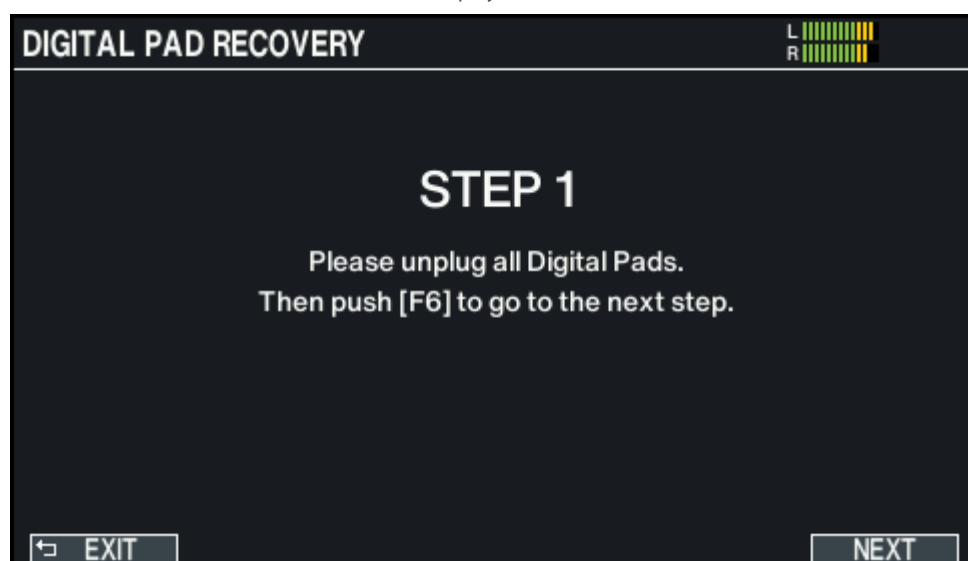 DIGITAL PAD RECOVERY
L
R
STEP 1
Please unplug all Digital Pads.
Then push [F6] to go to the next step.
EXIT
NEXT